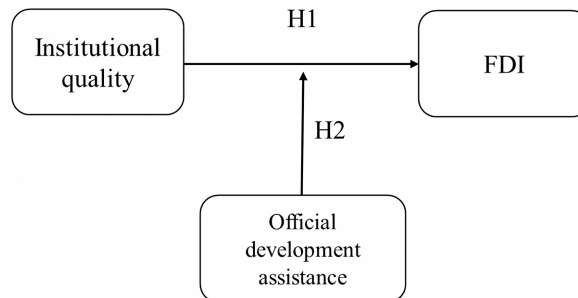 H1
Institutional
quality
FDI
H2
Official
development
assistance